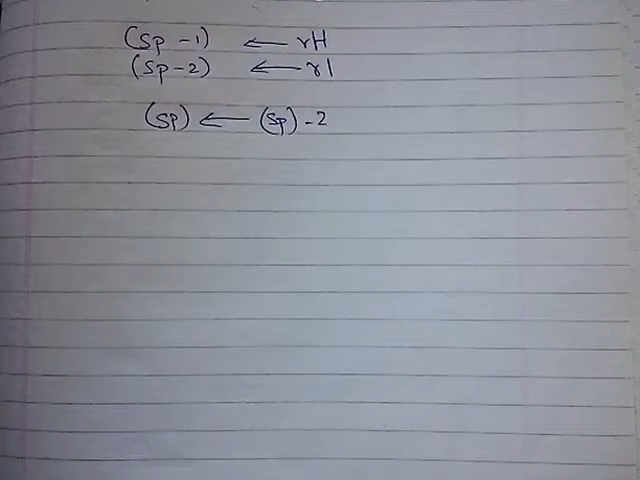 (SP -1) ← rH
(SP-2) ← rl
(SP) ← (SP) -2